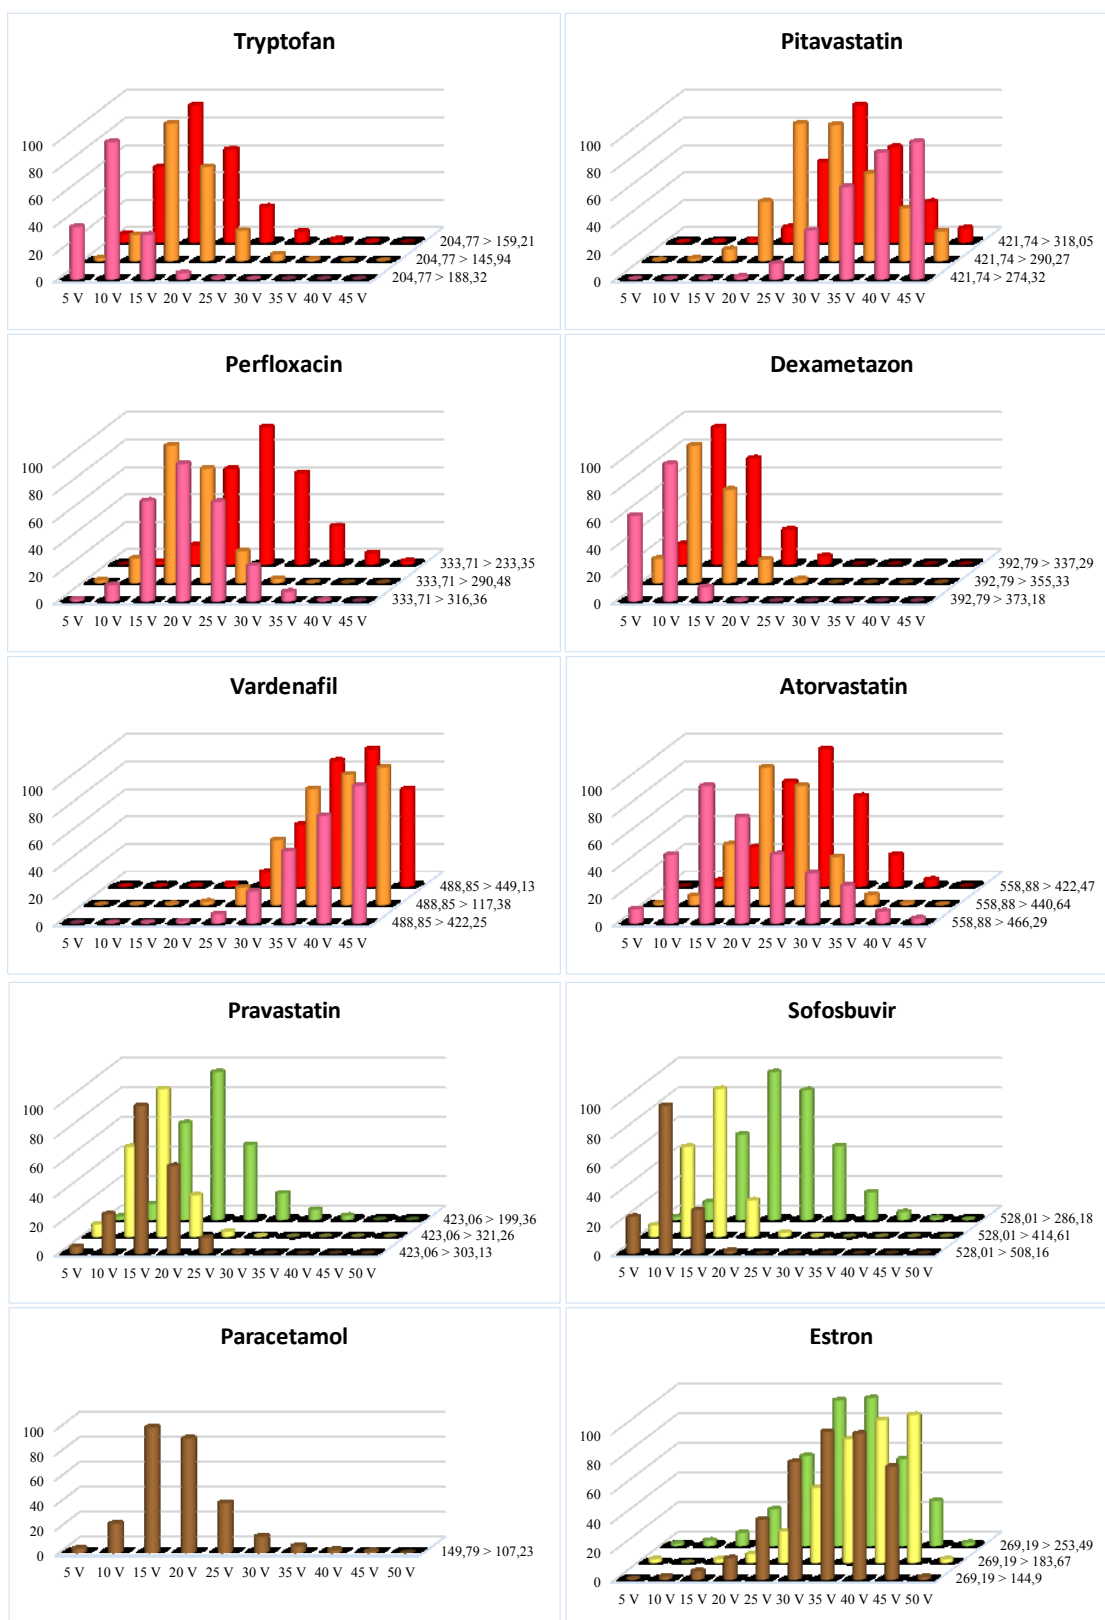 Tryptofan
100
80
60
40
20
0
5 V 10 V 15 V 20 V 25 V 30 V 35 V 40 V 45 V
204,77 > 159,21
204,77 > 145,94
204,77 > 188,32
Pitavastatin
100
80
60
40
20
0
5 V 10 V 15 V 20 V 25 V 30 V 35 V 40 V 45 V
421,74 > 318,05
421,74 > 290,27
421,74 > 274,32
Perfloxacin
100
80
60
40
20
0
5 V 10 V 15 V 20 V 25 V 30 V 35 V 40 V 45 V
333,71 > 233,35
333,71 > 290,48
333,71 > 316,36
Dexametazon
100
80
60
40
20
0
5 V 10 V 15 V 20 V 25 V 30 V 35 V 40 V 45 V
392,79 > 337,29
392,79 > 355,33
392,79 > 373,18
Vardenafil
100
80
60
40
20
0
5 V 10 V 15 V 20 V 25 V 30 V 35 V 40 V 45 V
488,85 > 449,13
488,85 > 117,38
488,85 > 422,25
Atorvastatin
100
80
60
40
20
0
5 V 10 V 15 V 20 V 25 V 30 V 35 V 40 V 45 V
558,88 > 422,47
558,88 > 440,64
558,88 > 466,29
Pravastatin
100
80
60
40
20
0
5 V 10 V 15 V 20 V 25 V 30 V 35 V 40 V 45 V 50 V
423,06 > 199,36
423,06 > 321,26
423,06 > 303,13
Sofosbuvir
100
80
60
40
20
0
5 V 10 V 15 V 20 V 25 V 30 V 35 V 40 V 45 V 50 V
528,01 > 286,18
528,01 > 414,61
528,01 > 508,16
Paracetamol
100
80
60
40
20
0
5 V 10 V 15 V 20 V 25 V 30 V 35 V 40 V 45 V 50 V
149,79 > 107,23
Estron
100
80
60
40
20
0
5 V 10 V 15 V 20 V 25 V 30 V 35 V 40 V 45 V 50 V
269,19 > 253,49
269,19 > 183,67
269,19 > 144,9